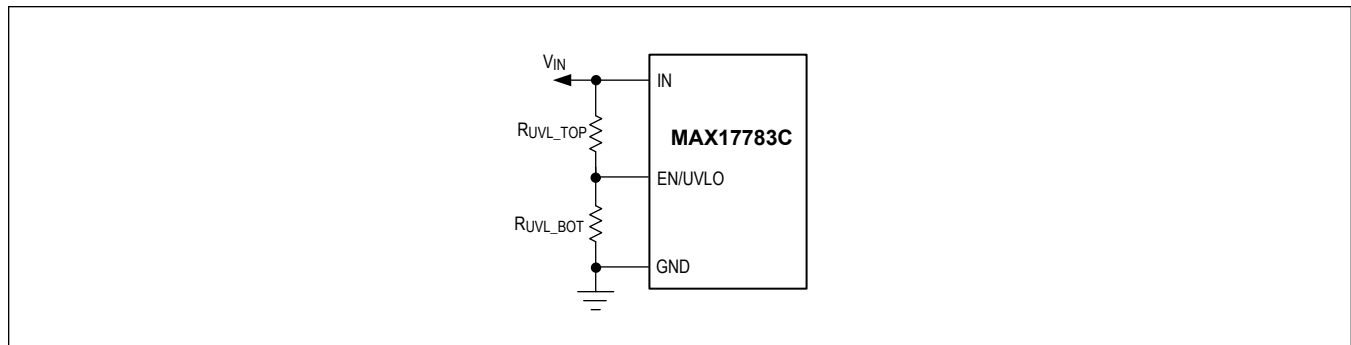 VIN
IN
RUVL_TOP
MAX17783C
EN/UVLO
RUVL_BOT
GND